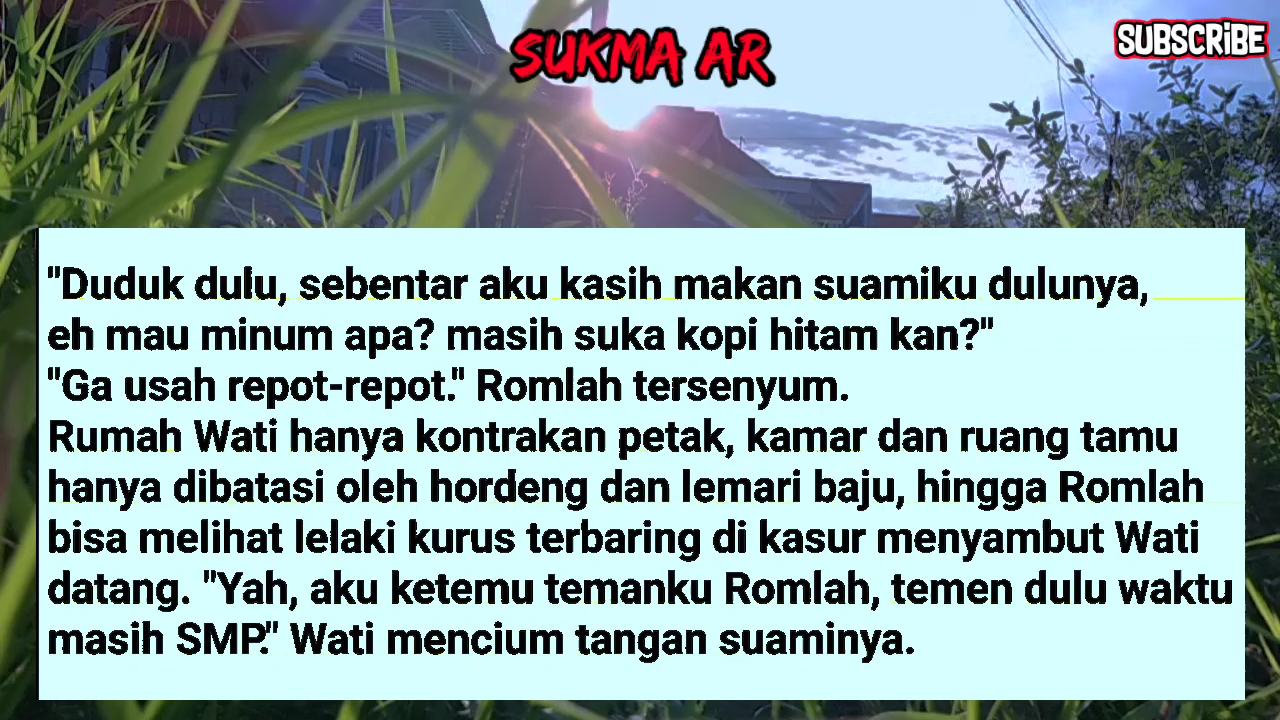 SUKMA AR
SUBSCRiBE
"Duduk dulu, sebentar aku kasih makan suamiku dulunya,
eh mau minum apa? masih suka kopi hitam kan?"
"Ga usah repot-repot." Romlah tersenyum.
Rumah Wati hanya kontrakan petak, kamar dan ruang tamu
hanya dibatasi oleh hordeng dan lemari baju, hingga Romlah
bisa melihat lelaki kurus terbaring di kasur menyambut Wati
datang. "Yah, aku ketemu temanku Romlah, temen dulu waktu
masih SMP." Wati mencium tangan suaminya.